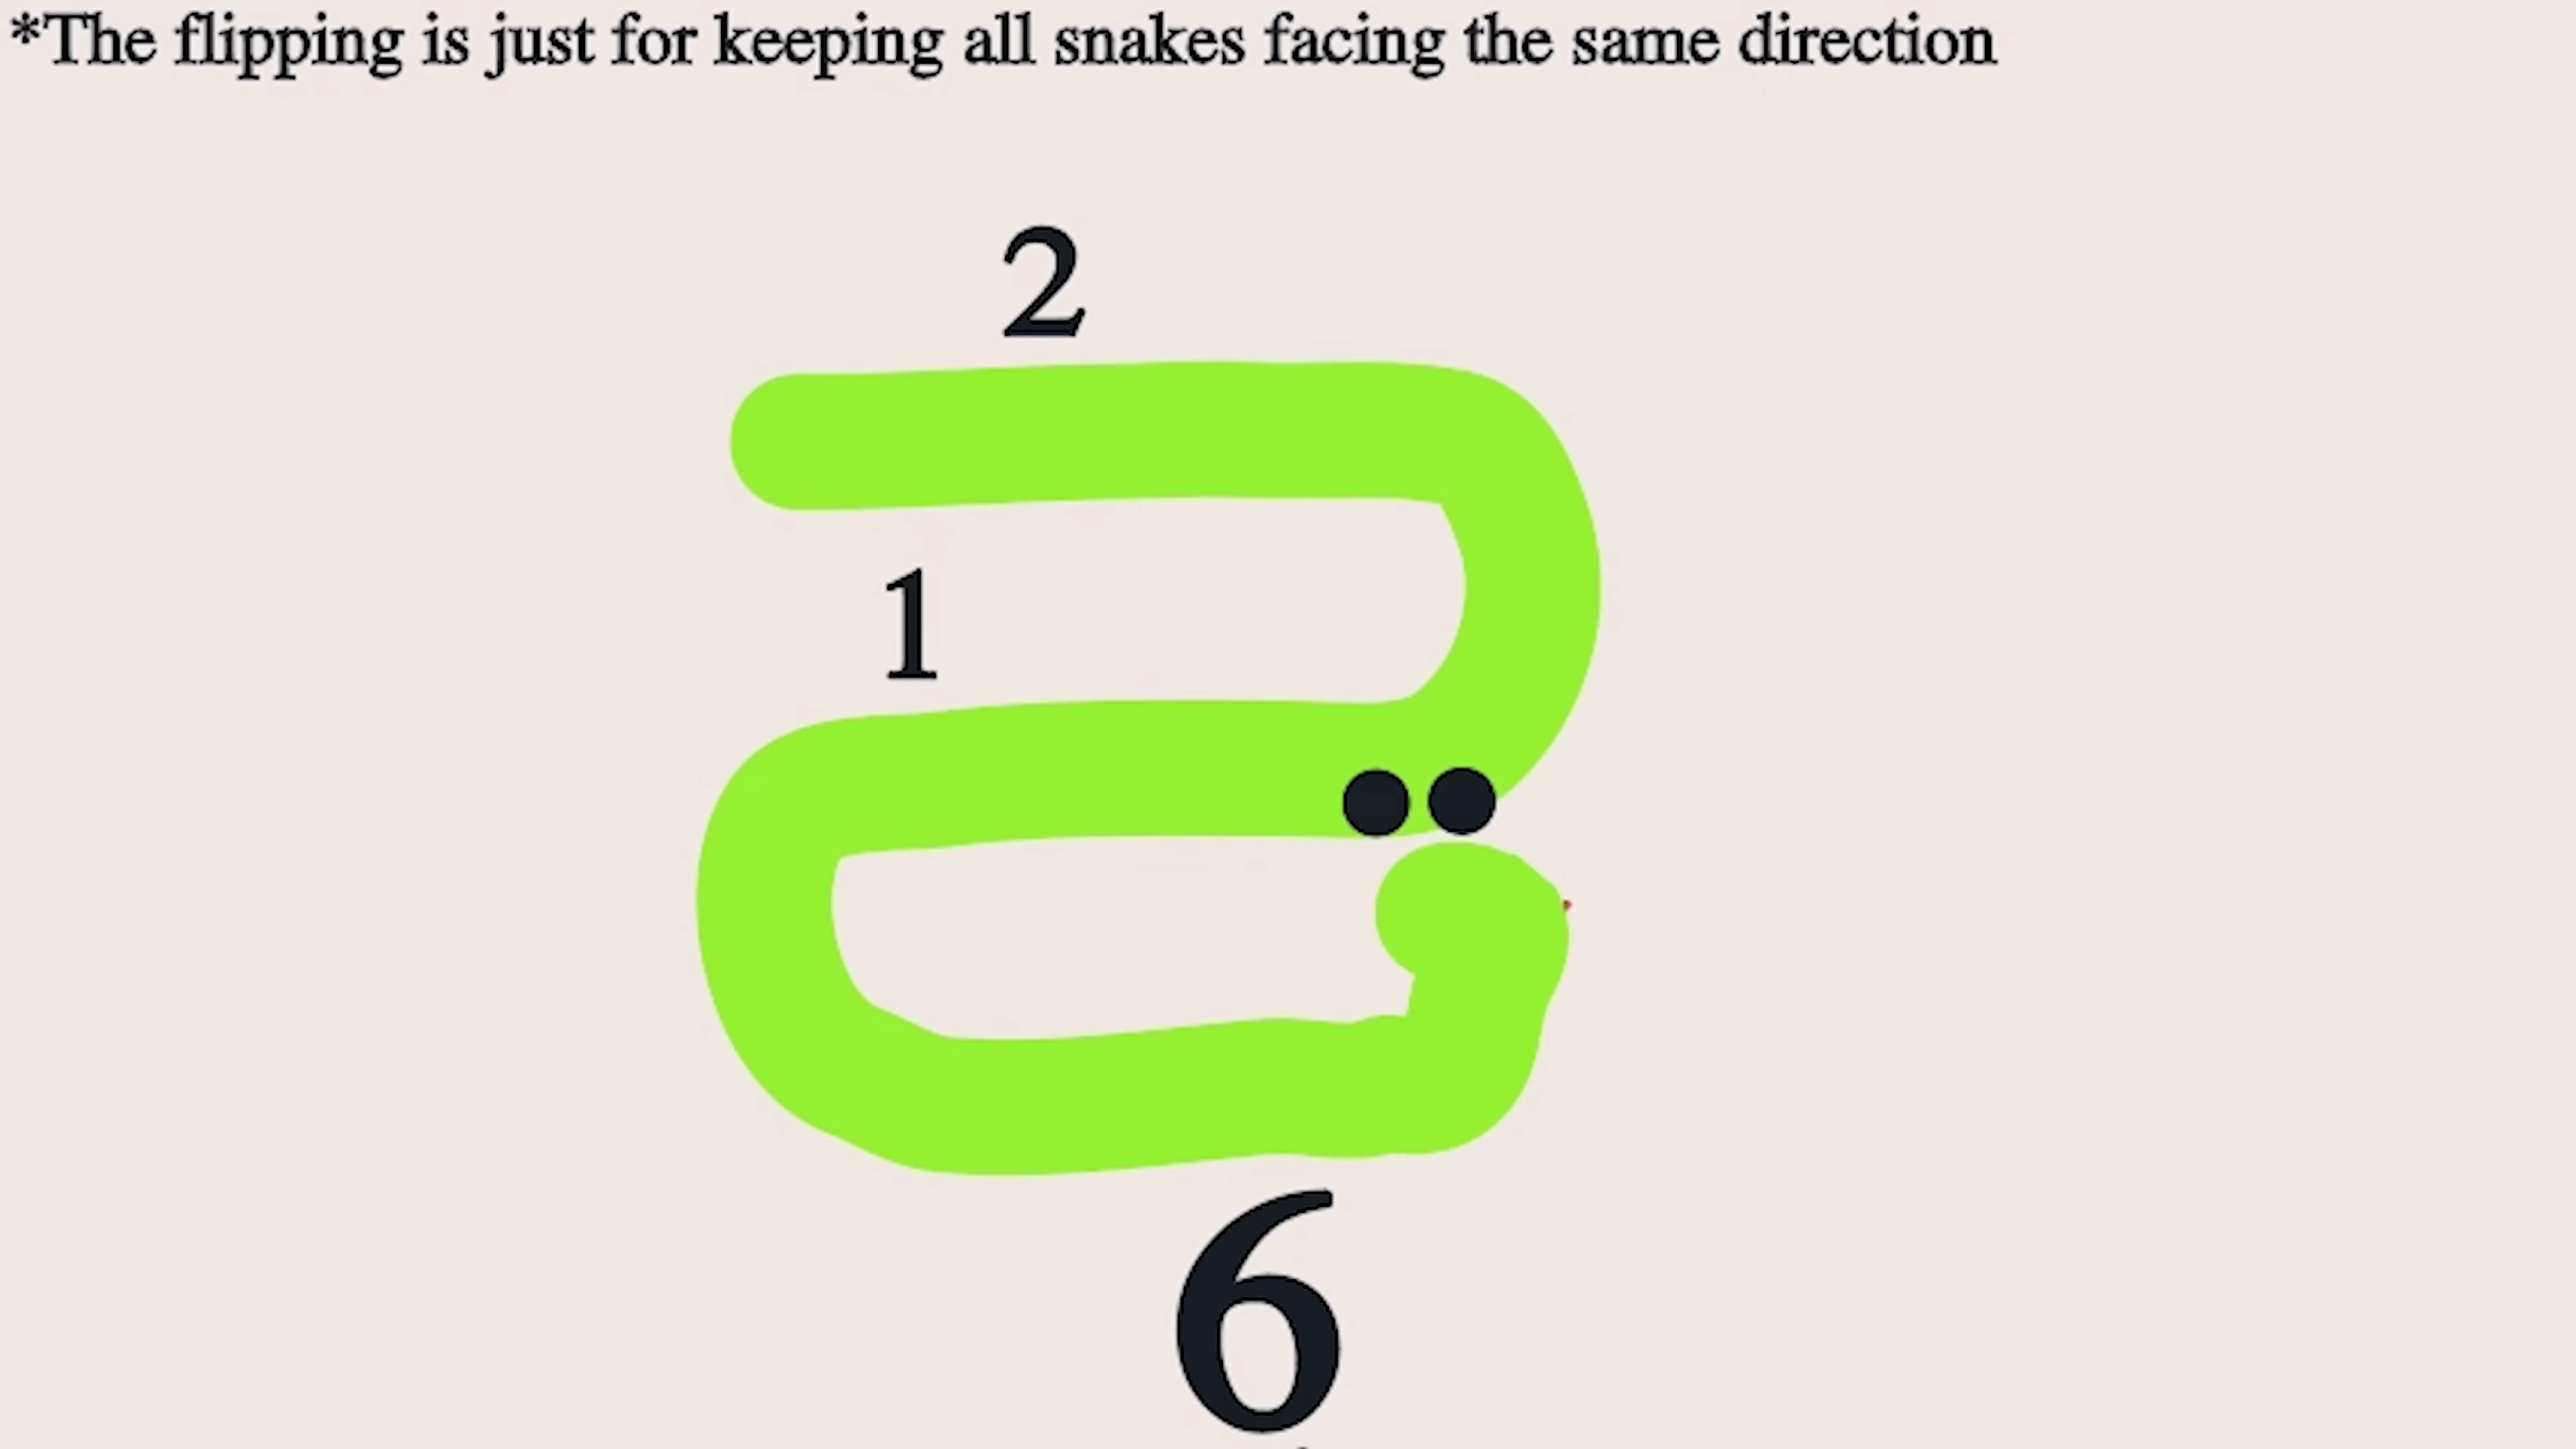 *The flipping is just for keeping all snakes facing the same direction
2
1
6